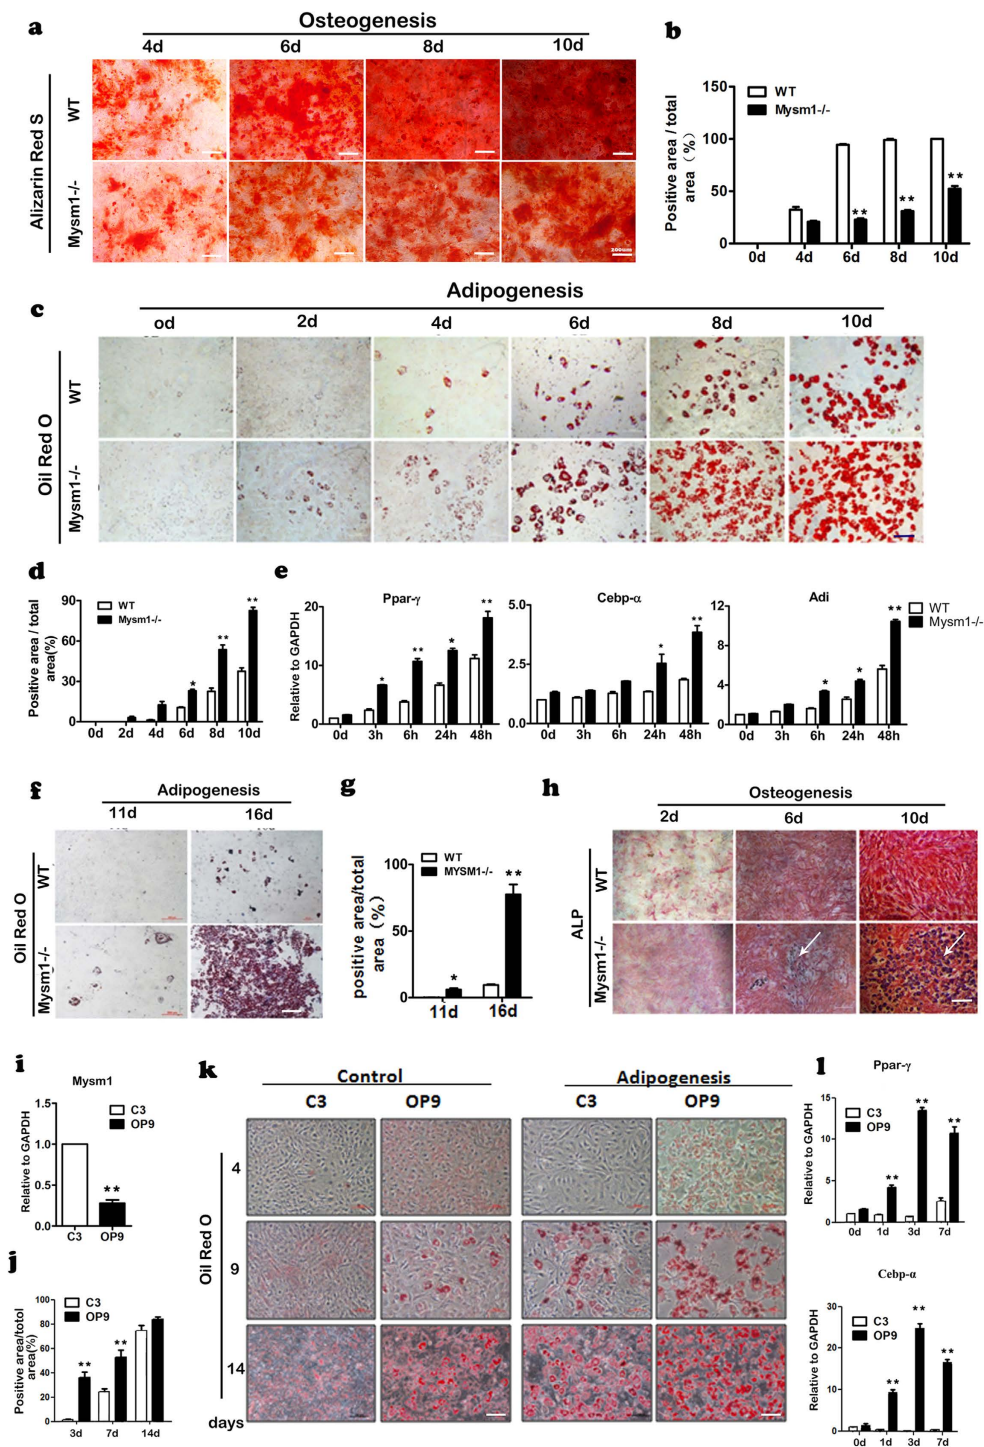 a
Osteogenesis
4d 6d 8d 10d
Alizarin Red S
WT
Mysm1-/-
200um
b
Positive area / total
area (%)
150
100
50
0
WT
Mysm1-/-
** ** **
0d 4d 6d 8d 10d
c
Adipogenesis
od 2d 4d 6d 8d 10d
Oil Red O
WT
Mysm1-/-
d
Positive area / total
area(%)
90
60
30
0
WT
Mysm1-/-
* ** **
0d 2d 4d 6d 8d 10d
e
Relative to GAPDH
Ppar-γ
20
15
10
5
0
* ** * **
0d 3h 6h 24h 48h
Cebp-α
5.0
2.5
0.0
* **
0d 3h 6h 24h 48h
Adi
12
8
4
0
* * **
0d 3h 6h 24h 48h
WT
Mysm1-/-
f
Adipogenesis
11d 16d
Oil Red O
WT
Mysm1-/-
g
positive area/total
area (%)
100
50
0
WT
MYSM1-/-
* **
11d 16d
h
Osteogenesis
2d 6d 10d
ALP
WT
Mysm1-/-
i
Mysm1
Relative to GAPDH
1.5
1.0
0.5
0.0
C3
OP9
**
C3 OP9
j
Positive area/totol
area(%)
100
80
60
40
20
0
C3
OP9
** **
3d 7d 14d
k
Control Adipogenesis
C3 OP9 C3 OP9
Oil Red O
4
9
14
days
l
Ppar-γ
Relative to GAPDH
15
10
5
0
C3
OP9
** ** **
0d 1d 3d 7d
Cebp-α
Relative to GAPDH
30
20
10
0
C3
OP9
** ** **
0d 1d 3d 7d